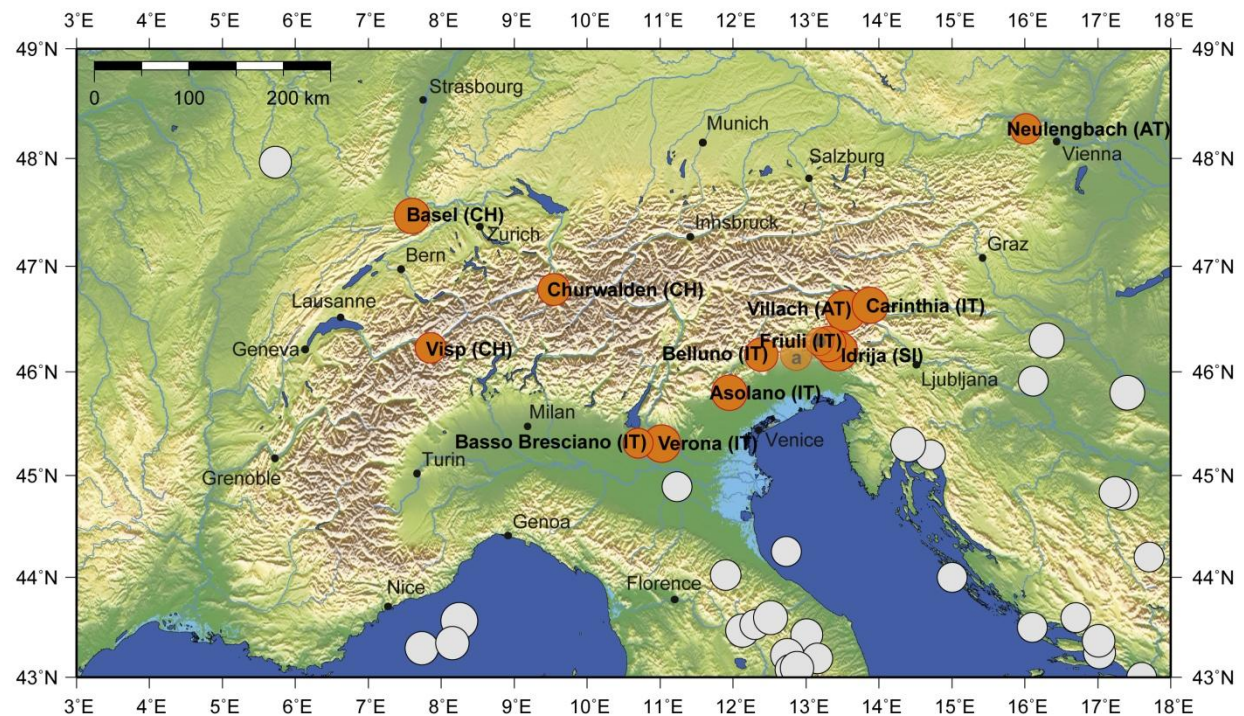 3°E 4°E 5°E 6°E 7°E 8°E 9°E 10°E 11°E 12°E 13°E 14°E 15°E 16°E 17°E 18°E
49°N 49°N
0 100 200 km
Strasbourg
Munich
Neulengbach (AT)
Vienna
48°N 48°N
Salzburg
Basel (CH)
Zurich
Innsbruck
Graz
Bern
47°N 47°N
Churwalden (CH)
Lausanne
Villach (AT) Carinthia (IT)
Geneva
Visp (CH)
Friuli (IT)
Belluno (IT) a Idrija (SL)
46°N 46°N
Ljubljana
Asolano (IT)
Milan
Basso Bresciano (IT) Verona (IT) Venice
Turin
Grenoble
45°N 45°N
Genoa
44°N 44°N
Nice
Florence
43°N 43°N
3°E 4°E 5°E 6°E 7°E 8°E 9°E 10°E 11°E 12°E 13°E 14°E 15°E 16°E 17°E 18°E